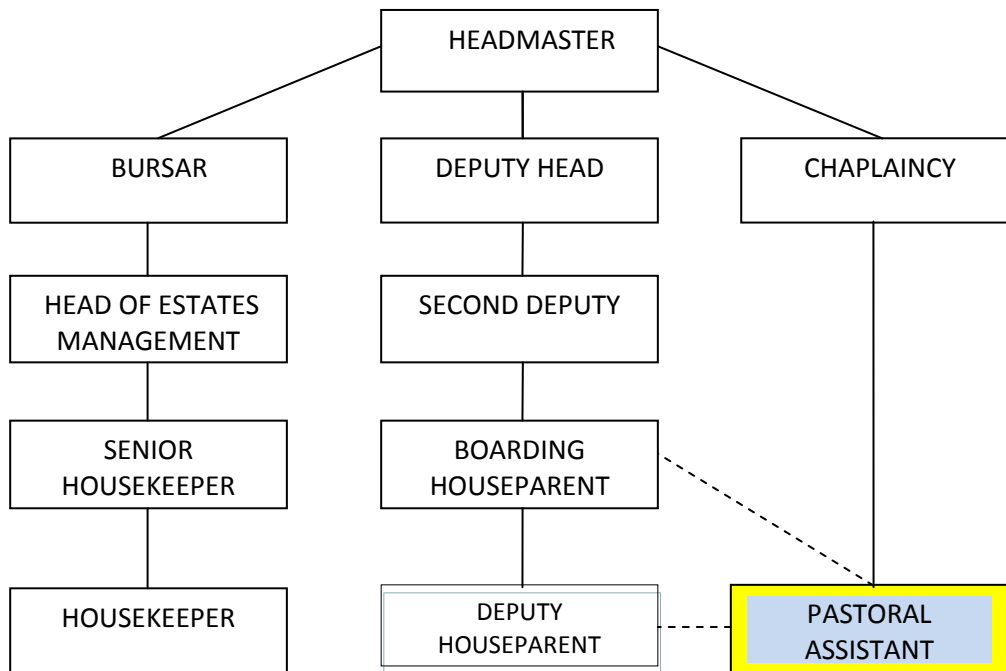 HEADMASTER
BURSAR
DEPUTY HEAD
CHAPLAINCY
HEAD OF ESTATES
MANAGEMENT
SECOND DEPUTY
SENIOR
HOUSEKEEPER
BOARDING
HOUSEPARENT
HOUSEKEEPER
DEPUTY
HOUSEPARENT
PASTORAL
ASSISTANT